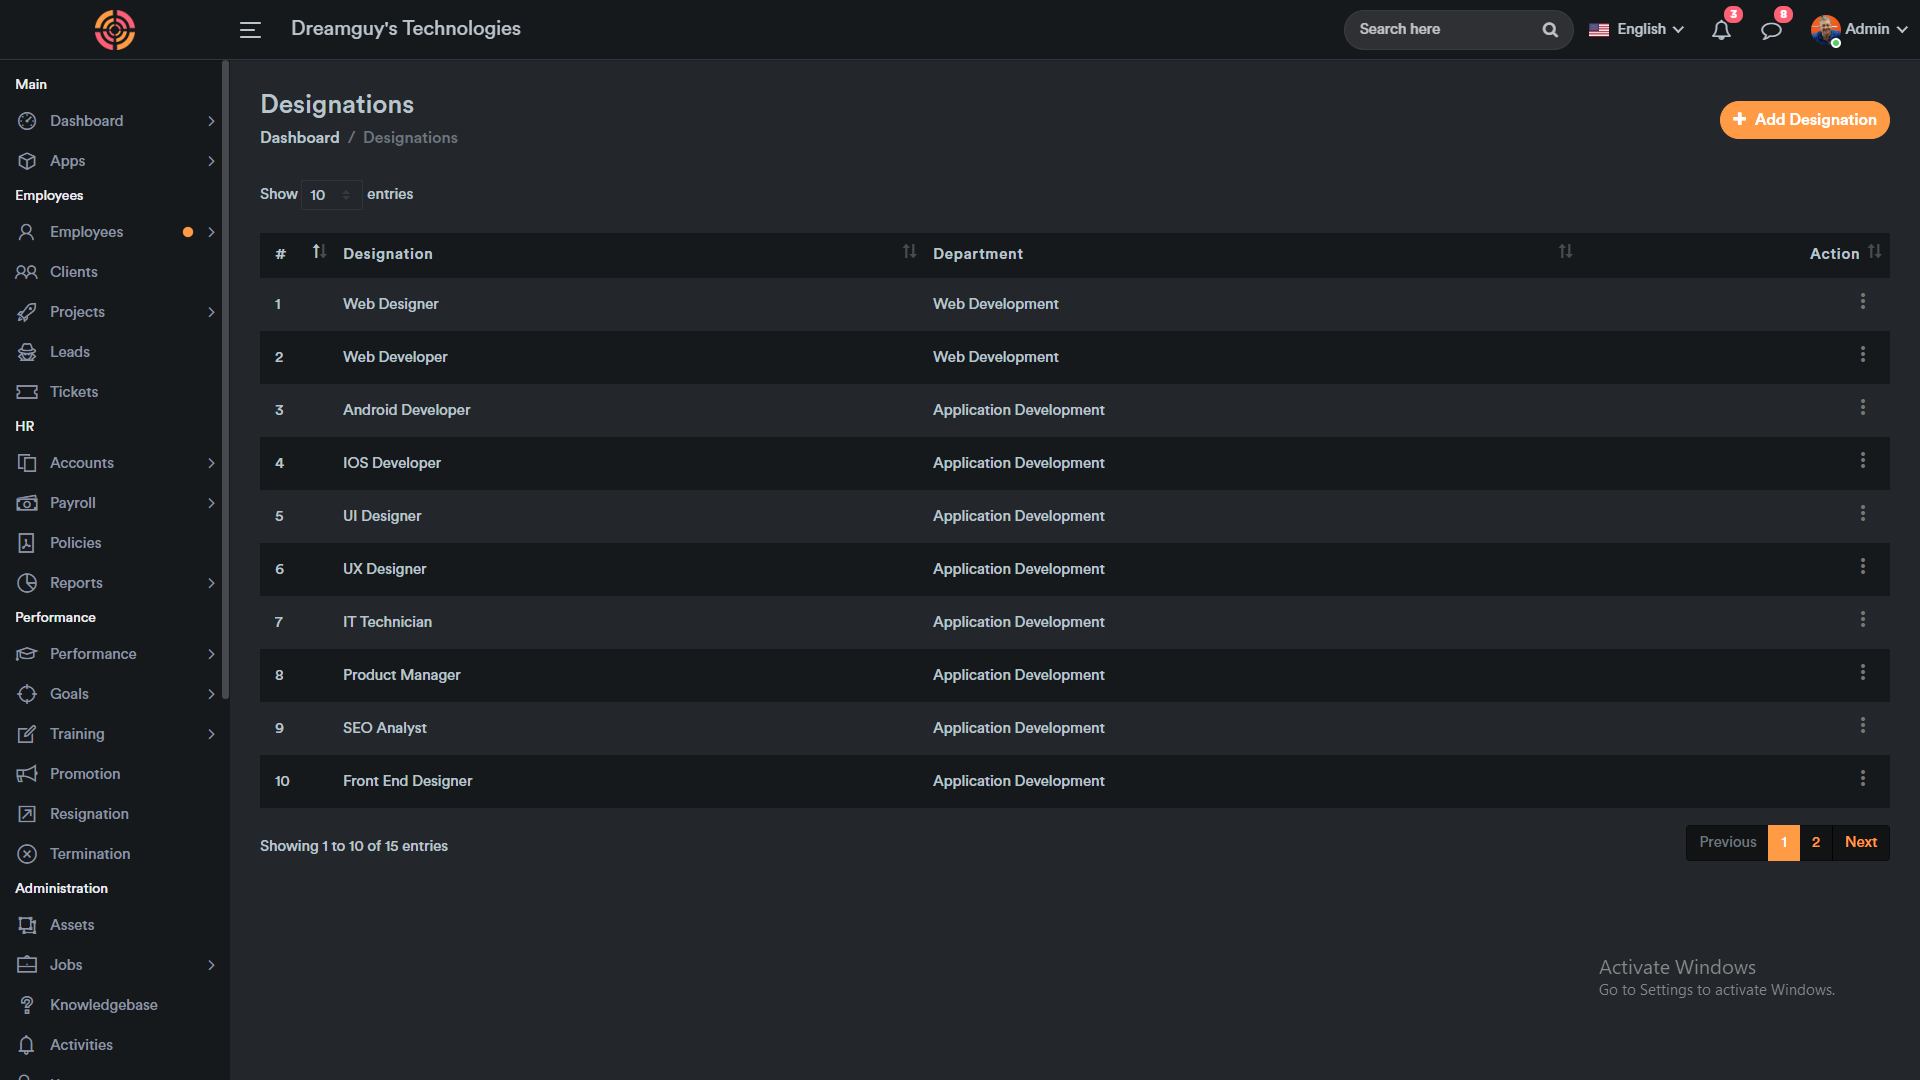 Dreamguy's Technologies
Search here
English
3
8
Admin
Main
Dashboard
Apps
Employees
Employees
Clients
Projects
Leads
Tickets
HR
Accounts
Payroll
Policies
Reports
Performance
Performance
Goals
Training
Promotion
Resignation
Termination
Administration
Assets
Jobs
Knowledgebase
Activities
Designations
Dashboard / Designations
+ Add Designation
Show 10 entries
# Designation Department Action
1 Web Designer Web Development
2 Web Developer Web Development
3 Android Developer Application Development
4 IOS Developer Application Development
5 UI Designer Application Development
6 UX Designer Application Development
7 IT Technician Application Development
8 Product Manager Application Development
9 SEO Analyst Application Development
10 Front End Designer Application Development
Showing 1 to 10 of 15 entries
Previous 1 2 Next
Activate Windows
Go to Settings to activate Windows.